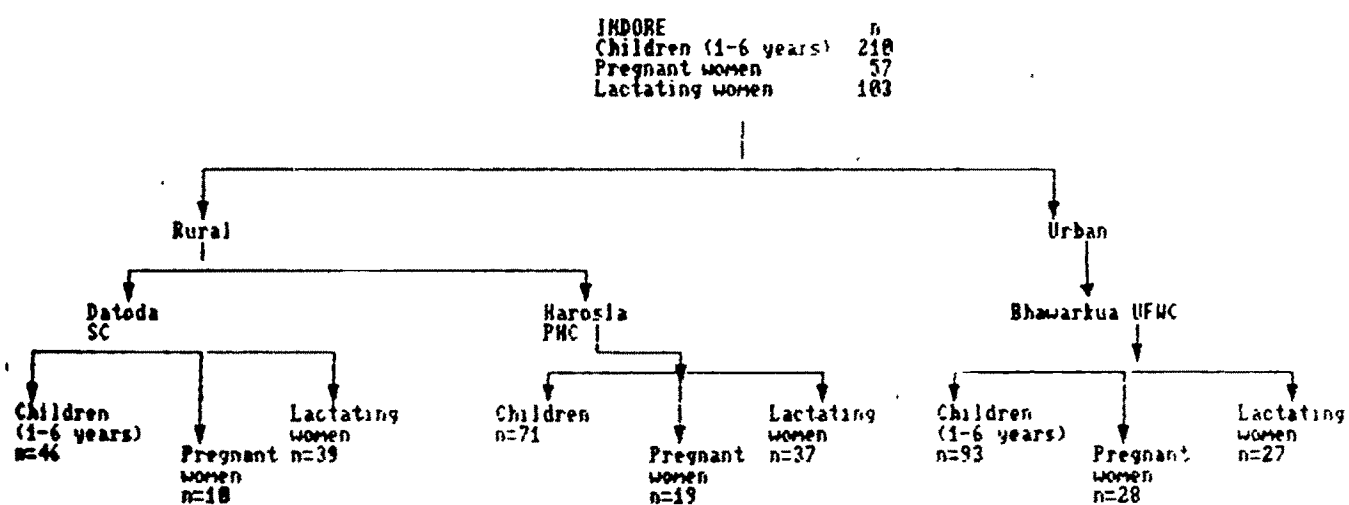 INDORE n
Children (1-6 years) 210
Pregnant women 57
Lactating women 103
Rural
Urban
Datoda
SC
Harosla
PHC
Bhawarkua UFWC
Children
(1-6 years)
n=46
Pregnant
women
n=10
Lactating
women
n=39
Children
n=71
Pregnant
women
n=19
Lactating
women
n=37
Children
(1-6 years)
n=93
Pregnant
women
n=28
Lactating
women
n=27